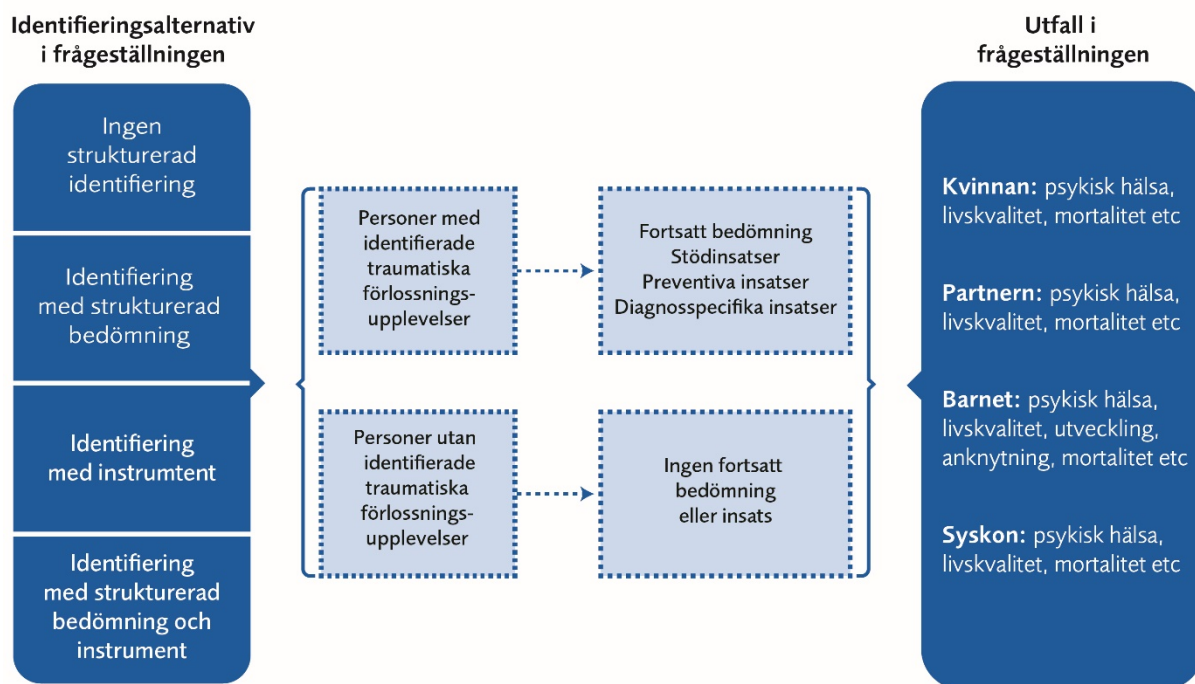 Identifieringsalternativ
i frågeställningen
Ingen
strukturerad
identifiering
Identifiering
med strukturerad
bedömning
Identifiering
med instrumtent
Identifiering
med strukturerad
bedömning och
instrument
Personer med
identifierade
traumatiska
förlossnings-
upplevelser
Fortsatt bedömning
Stödinsatser
Preventiva insatser
Diagnosspecifika insatser
Personer utan
identifierade
traumatiska
förlossnings-
upplevelser
Ingen fortsatt
bedömning
eller insats
Utfall i
frågeställningen
Kvinnan: psykisk hälsa,
livskvalitet, mortalitet etc
Partnern: psykisk hälsa,
livskvalitet, mortalitet etc
Barnet: psykisk hälsa,
livskvalitet, utveckling,
anknytning, mortalitet etc
Syskon: psykisk hälsa,
livskvalitet, mortalitet etc